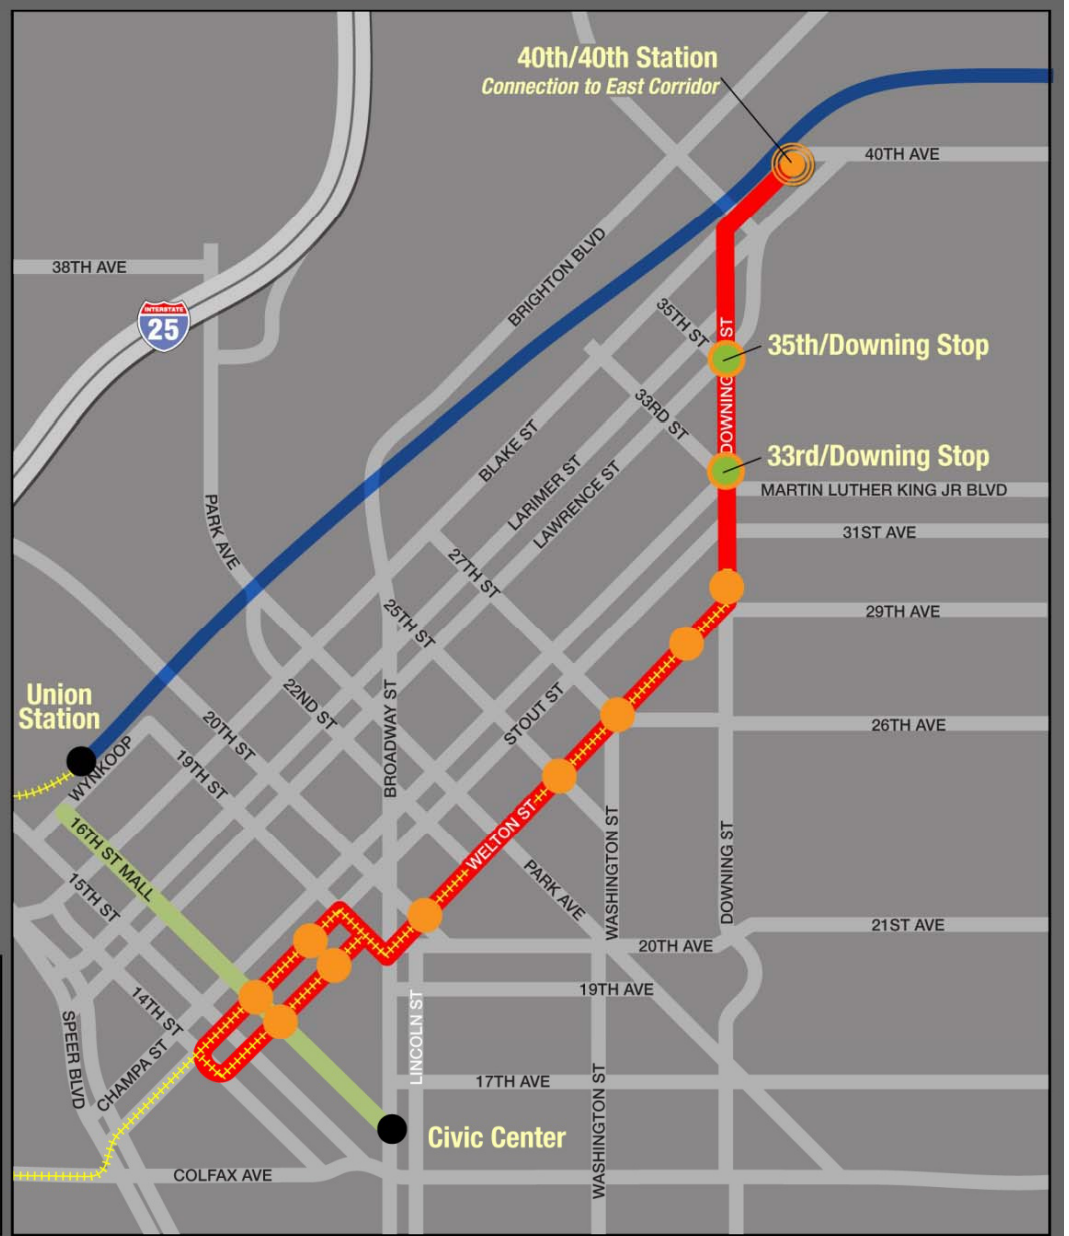 40th/40th Station
Connection to East Corridor
40TH AVE
38TH AVE
BRIGHTON BLVD
INTERSTATE
25
35TH ST
DOWNING ST
35th/Downing Stop
33RD ST
BLAKE ST
33rd/Downing Stop
LARIMER ST
LAWRENCE ST
MARTIN LUTHER KING JR BLVD
PARK AVE
31ST AVE
27TH ST
25TH ST
29TH AVE
Union
Station
22ND ST
BROADWAY ST
STOUT ST
20TH ST
26TH AVE
WYNKOOP
19TH ST
WELTON ST
WASHINGTON ST
DOWNING ST
16TH ST MALL
15TH ST
PARK AVE
21ST AVE
20TH AVE
19TH AVE
14TH ST
LINCOLN ST
SPEER BLVD
CHAMPA ST
17TH AVE
WASHINGTON ST
Civic Center
COLFAX AVE